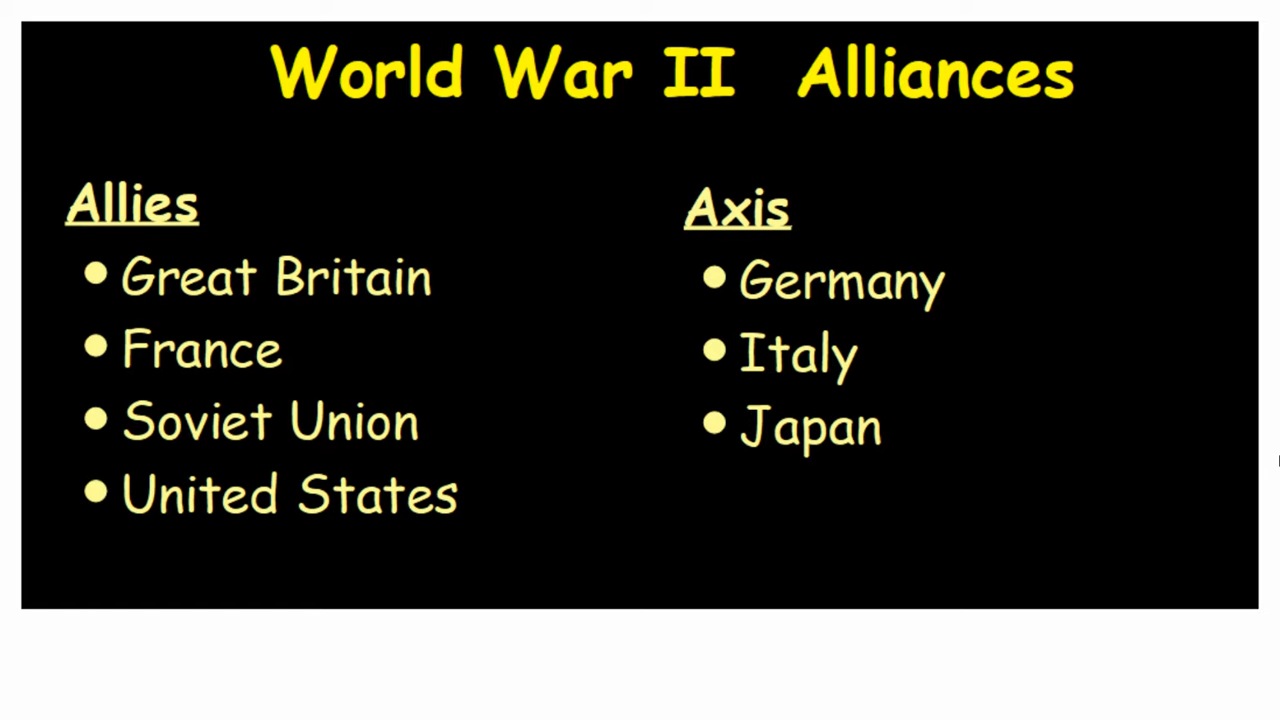 World War II Alliances
Allies
• Great Britain
• France
• Soviet Union
• United States
Axis
• Germany
• Italy
• Japan